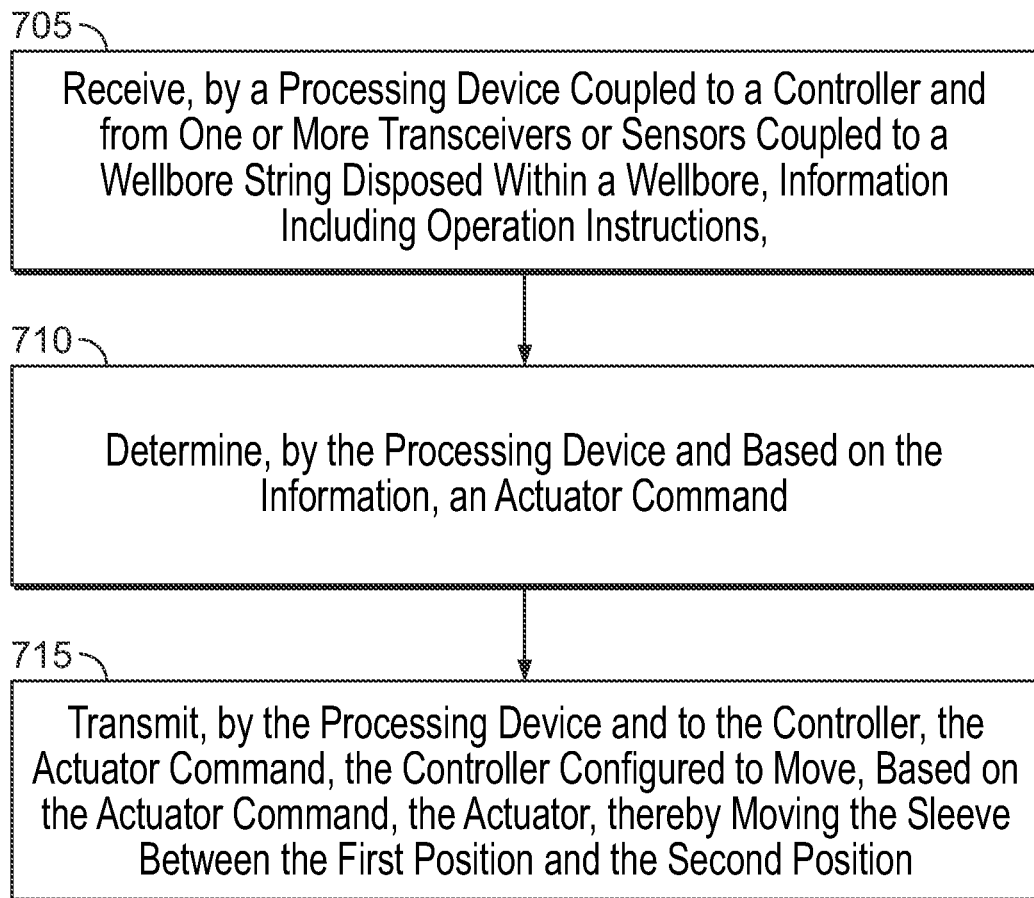 705
Receive, by a Processing Device Coupled to a Controller and
from One or More Transceivers or Sensors Coupled to a
Wellbore String Disposed Within a Wellbore, Information
Including Operation Instructions,
710
Determine, by the Processing Device and Based on the
Information, an Actuator Command
715
Transmit, by the Processing Device and to the Controller, the
Actuator Command, the Controller Configured to Move, Based on
the Actuator Command, the Actuator, thereby Moving the Sleeve
Between the First Position and the Second Position